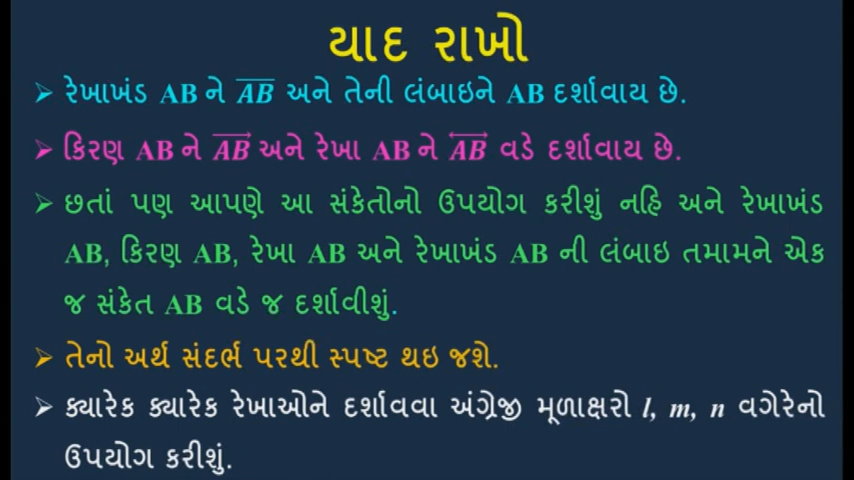 યાદ રાખો
➢ રેખાખંડ AB ને $\overline{AB}$ અને તેની લંબાઇને AB દર્શાવાય છે.
➢ કિરણ AB ને $\overrightarrow{AB}$ અને રેખા AB ને $\overleftrightarrow{AB}$ વડે દર્શાવાય છે.
➢ છતાં પણ આપણે આ સંકેતોનો ઉપયોગ કરીશું નહિ અને રેખાખંડ
AB, કિરણ AB, રેખા AB અને રેખાખંડ AB ની લંબાઇ તમામને એક
જ સંકેત AB વડે જ દર્શાવીશું.
➢ તેનો અર્થ સંદર્ભ પરથી સ્પષ્ટ થઇ જશે.
➢ ક્યારેક ક્યારેક રેખાઓને દર્શાવવા અંગ્રેજી મૂળાક્ષરો l, m, n વગેરેનો
ઉપયોગ કરીશું.